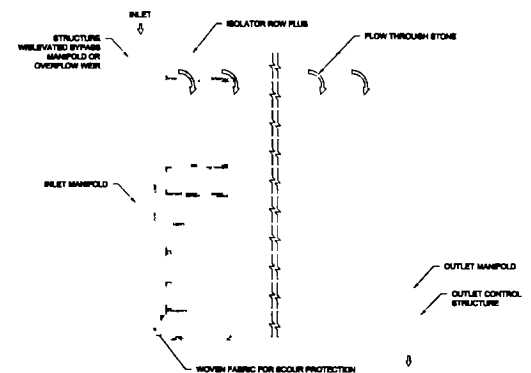 INLET
ISOLATOR ROW PLUS
STRUCTURE
W/ELEVATED BYPASS
MANIFOLD OR
OVERFLOW WEIR
FLOW THROUGH STONE
INLET MANIFOLD
OUTLET MANIFOLD
OUTLET CONTROL
STRUCTURE
WOVEN FABRIC FOR SCOUR PROTECTION